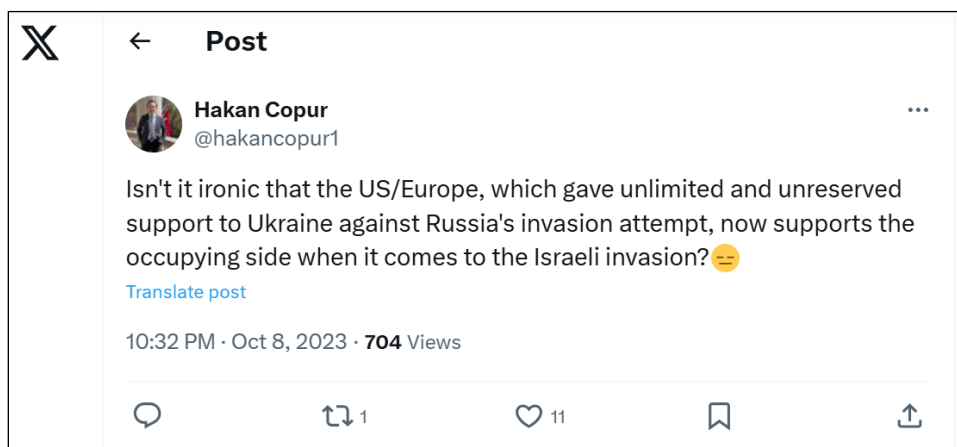 Post
Hakan Copur
@hakancopur1
Isn't it ironic that the US/Europe, which gave unlimited and unreserved
support to Ukraine against Russia's invasion attempt, now supports the
occupying side when it comes to the Israeli invasion?😑
Translate post
10:32 PM · Oct 8, 2023 · 704 Views
1 11